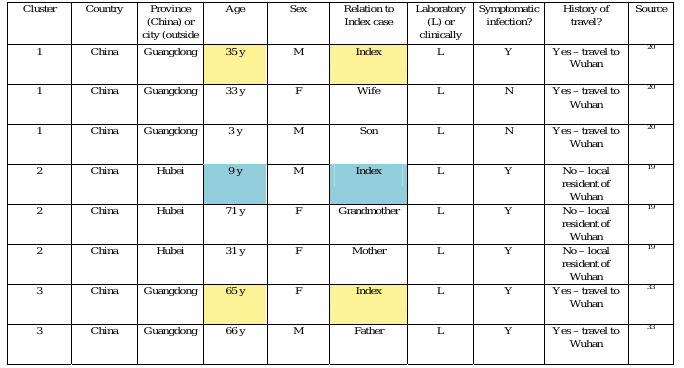 Cluster Country Province (China) or city (outside Age Sex Relation to Index case Laboratory (L) or clinically Symptomatic infection? History of travel? Source
1 China Guangdong 35 y M Index L Y Yes – travel to Wuhan 20
1 China Guangdong 33 y F Wife L N Yes – travel to Wuhan 20
1 China Guangdong 3 y M Son L N Yes – travel to Wuhan 20
2 China Hubei 9 y M Index L Y No – local resident of Wuhan 19
2 China Hubei 71 y F Grandmother L Y No – local resident of Wuhan 19
2 China Hubei 31 y F Mother L Y No – local resident of Wuhan 19
3 China Guangdong 65 y F Index L Y Yes – travel to Wuhan 33
3 China Guangdong 66 y M Father L Y Yes – travel to Wuhan 33